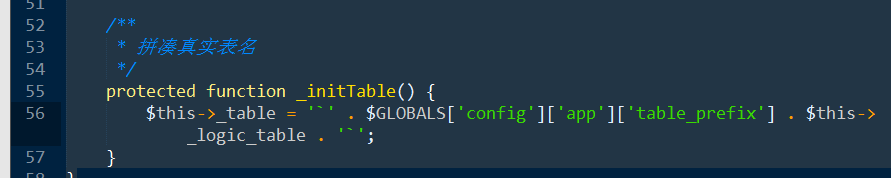 51
52 /**
53 * 拼凑真实表名
54 */
55 protected function _initTable() {
56 $this->_table = '`' . $GLOBALS['config']['app']['table_prefix'] . $this->
_logic_table . '`';
57 }
58 }